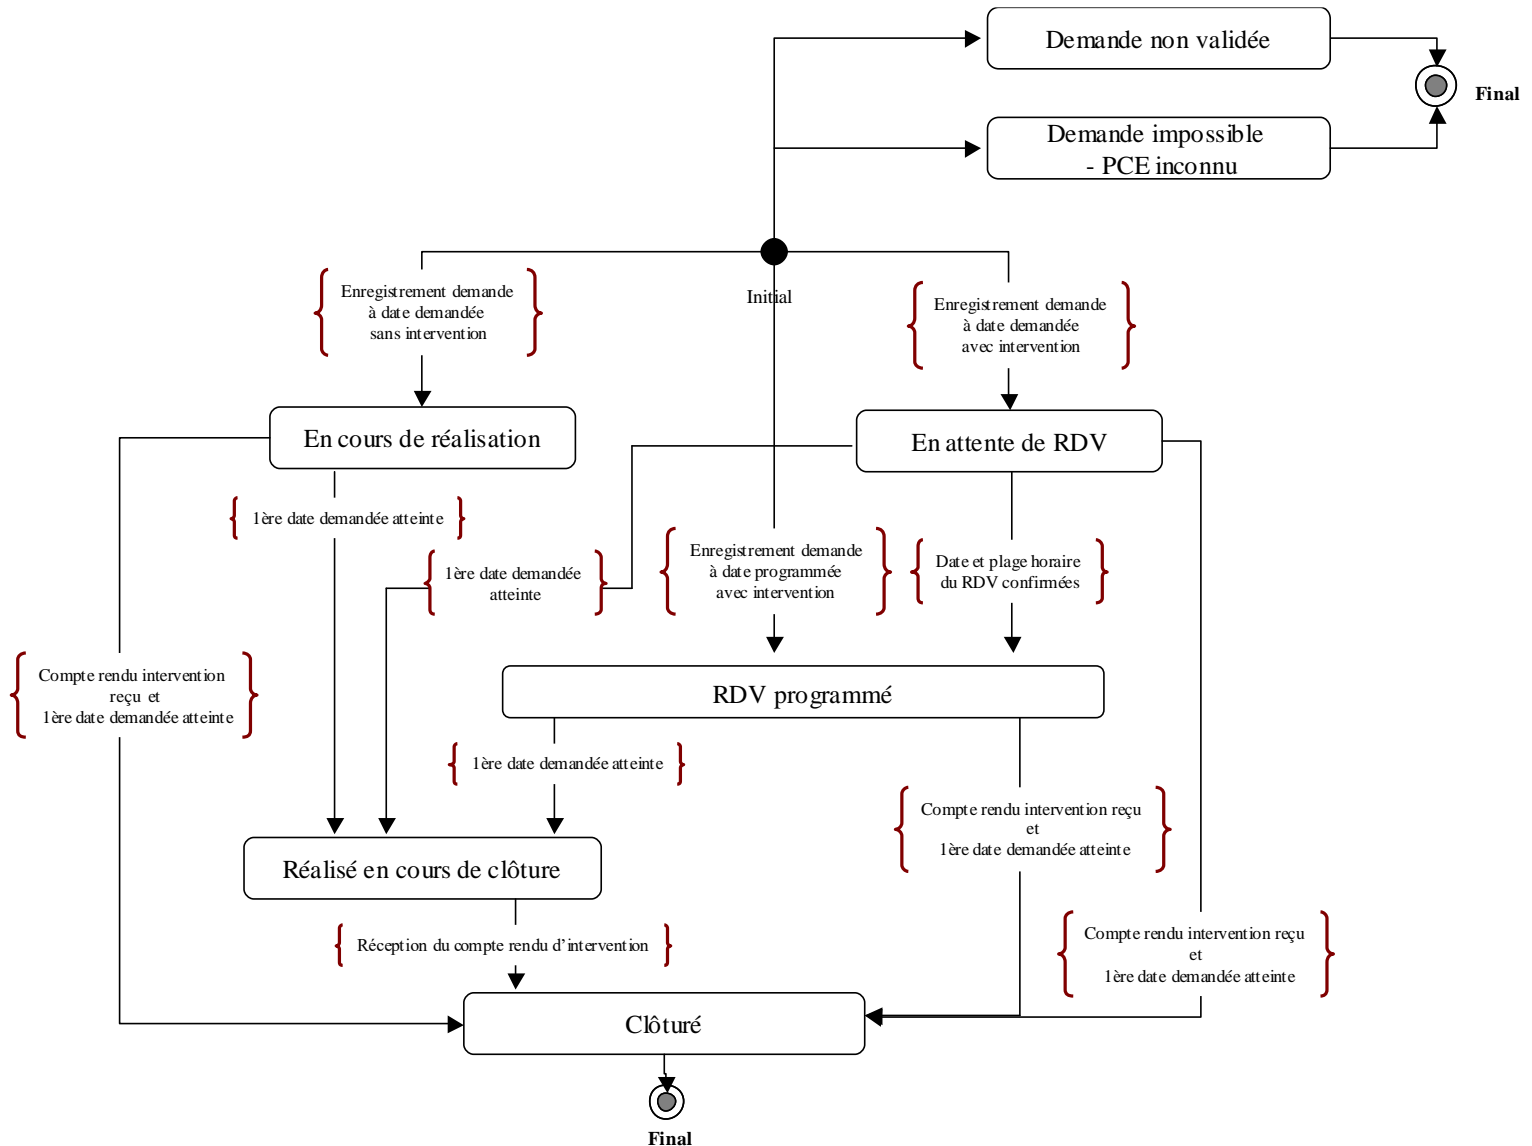 Demande non validée
Final
Demande impossible
- PCE inconnu
Initial
Enregistrement demande
à date demandée
sans intervention
Enregistrement demande
à date demandée
avec intervention
En cours de réalisation
En attente de RDV
1ère date demandée atteinte
1ère date demandée
atteinte
Enregistrement demande
à date programmée
avec intervention
Date et plage horaire
du RDV confirmées
Compte rendu intervention
reçu et
1ère date demandée atteinte
RDV programmé
1ère date demandée atteinte
Compte rendu intervention reçu
et
1ère date demandée atteinte
Réalisé en cours de clôture
Réception du compte rendu d’intervention
Compte rendu intervention reçu
et
1ère date demandée atteinte
Clôturé
Final